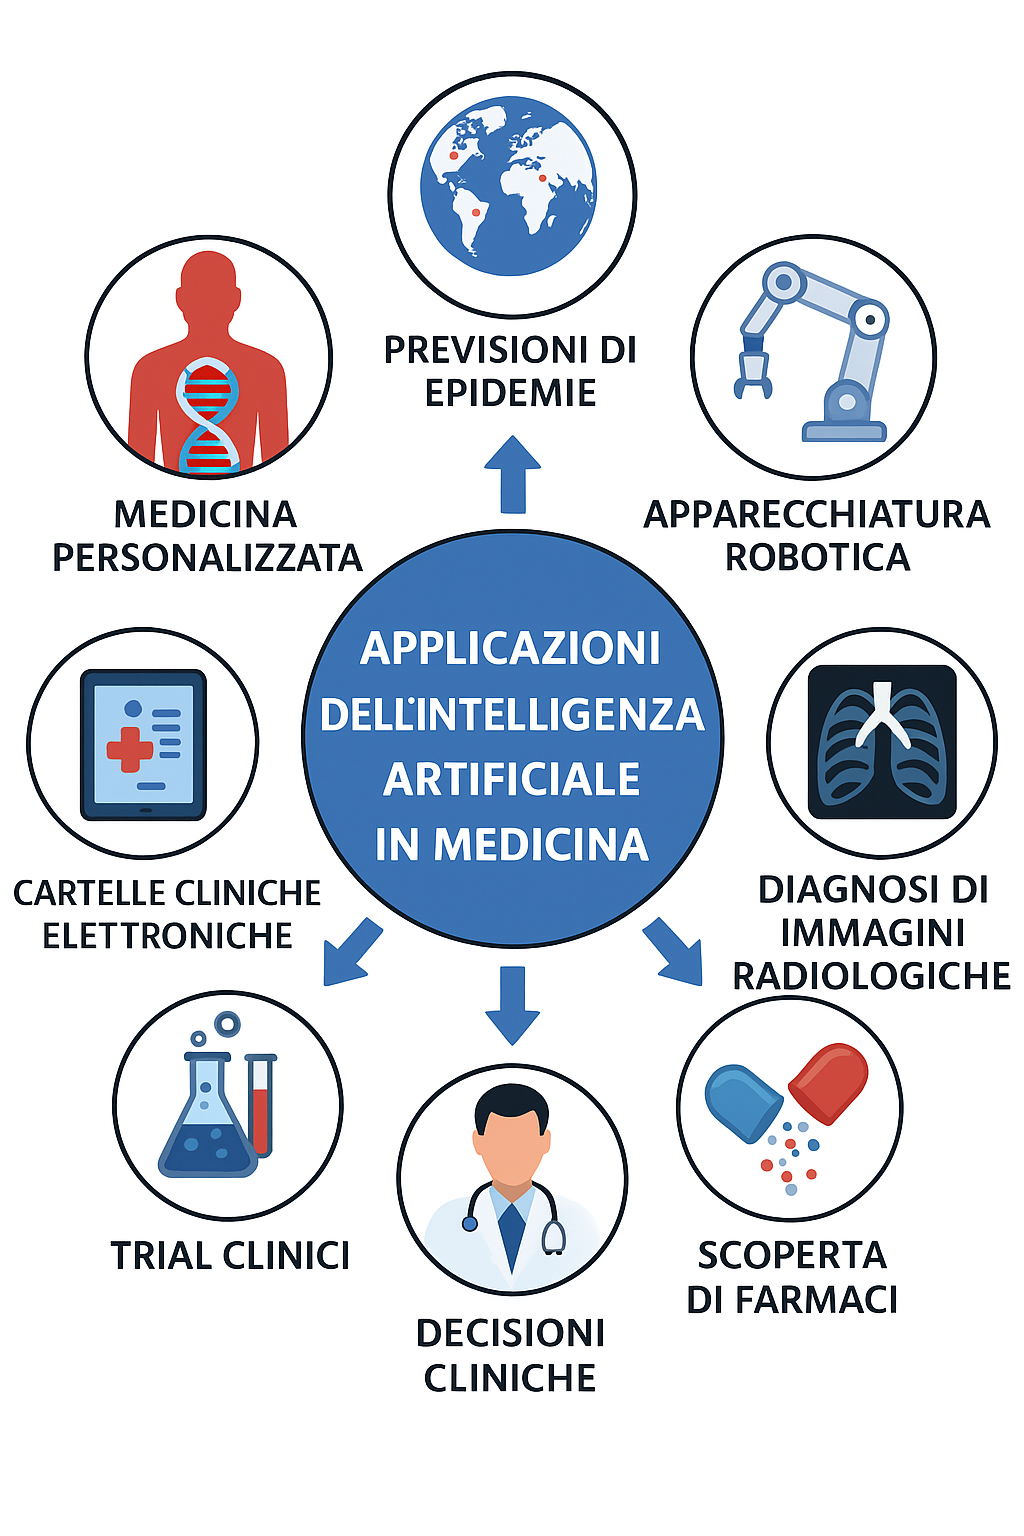 PREVISIONI DI
EPIDEMIE
MEDICINA
PERSONALIZZATA
APPARECCHIATURA
ROBOTICA
APPLICAZIONI
DELL'INTELLIGENZA
ARTIFICIALE
IN MEDICINA
CARTELLE CLINICHE
ELETTRONICHE
DIAGNOSI DI
IMMAGINI
RADIOLOGICHE
TRIAL CLINICI
DECISIONI
CLINICHE
SCOPERTA
DI FARMACI